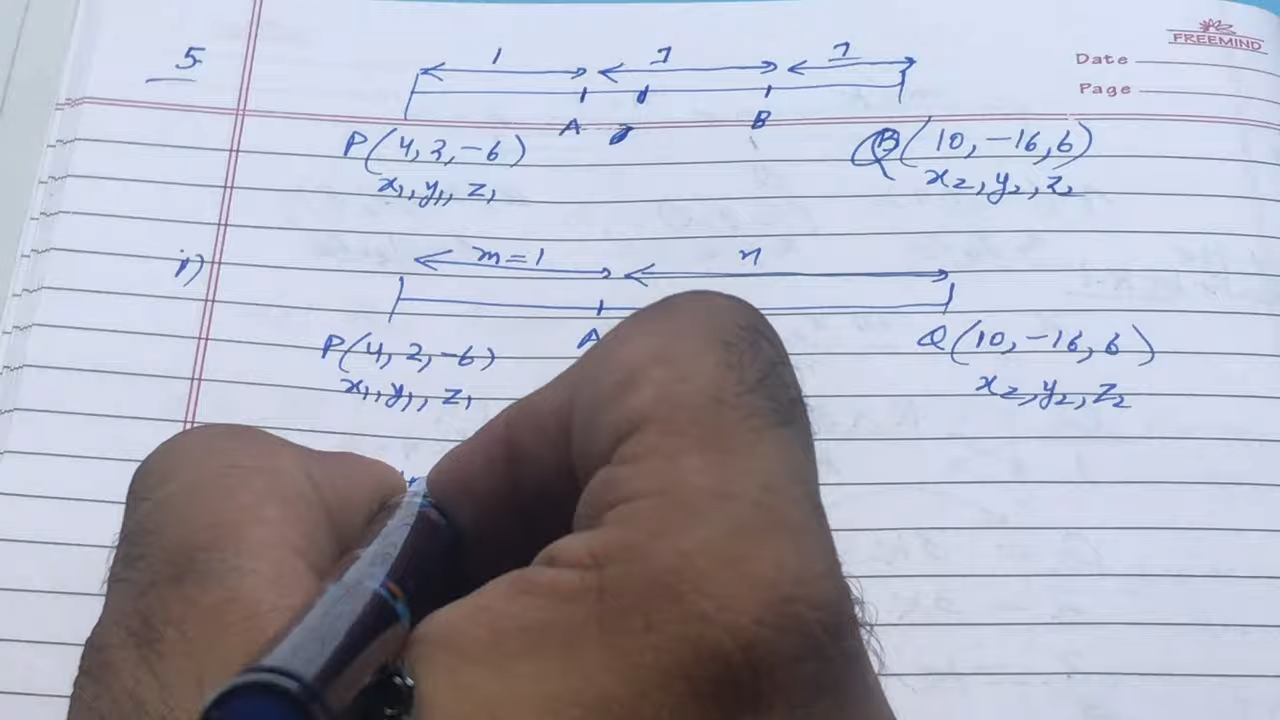 FREEMIND
Date
Page
5
1 1 1
A B
P(4, 2, -6) Q(10, -16, 6)
x₁, y₁, z₁ x₂, y₂, z₂
i) m=1 n
A
P(4, 2, -6) Q(10, -16, 6)
x₁, y₁, z₁ x₂, y₂, z₂